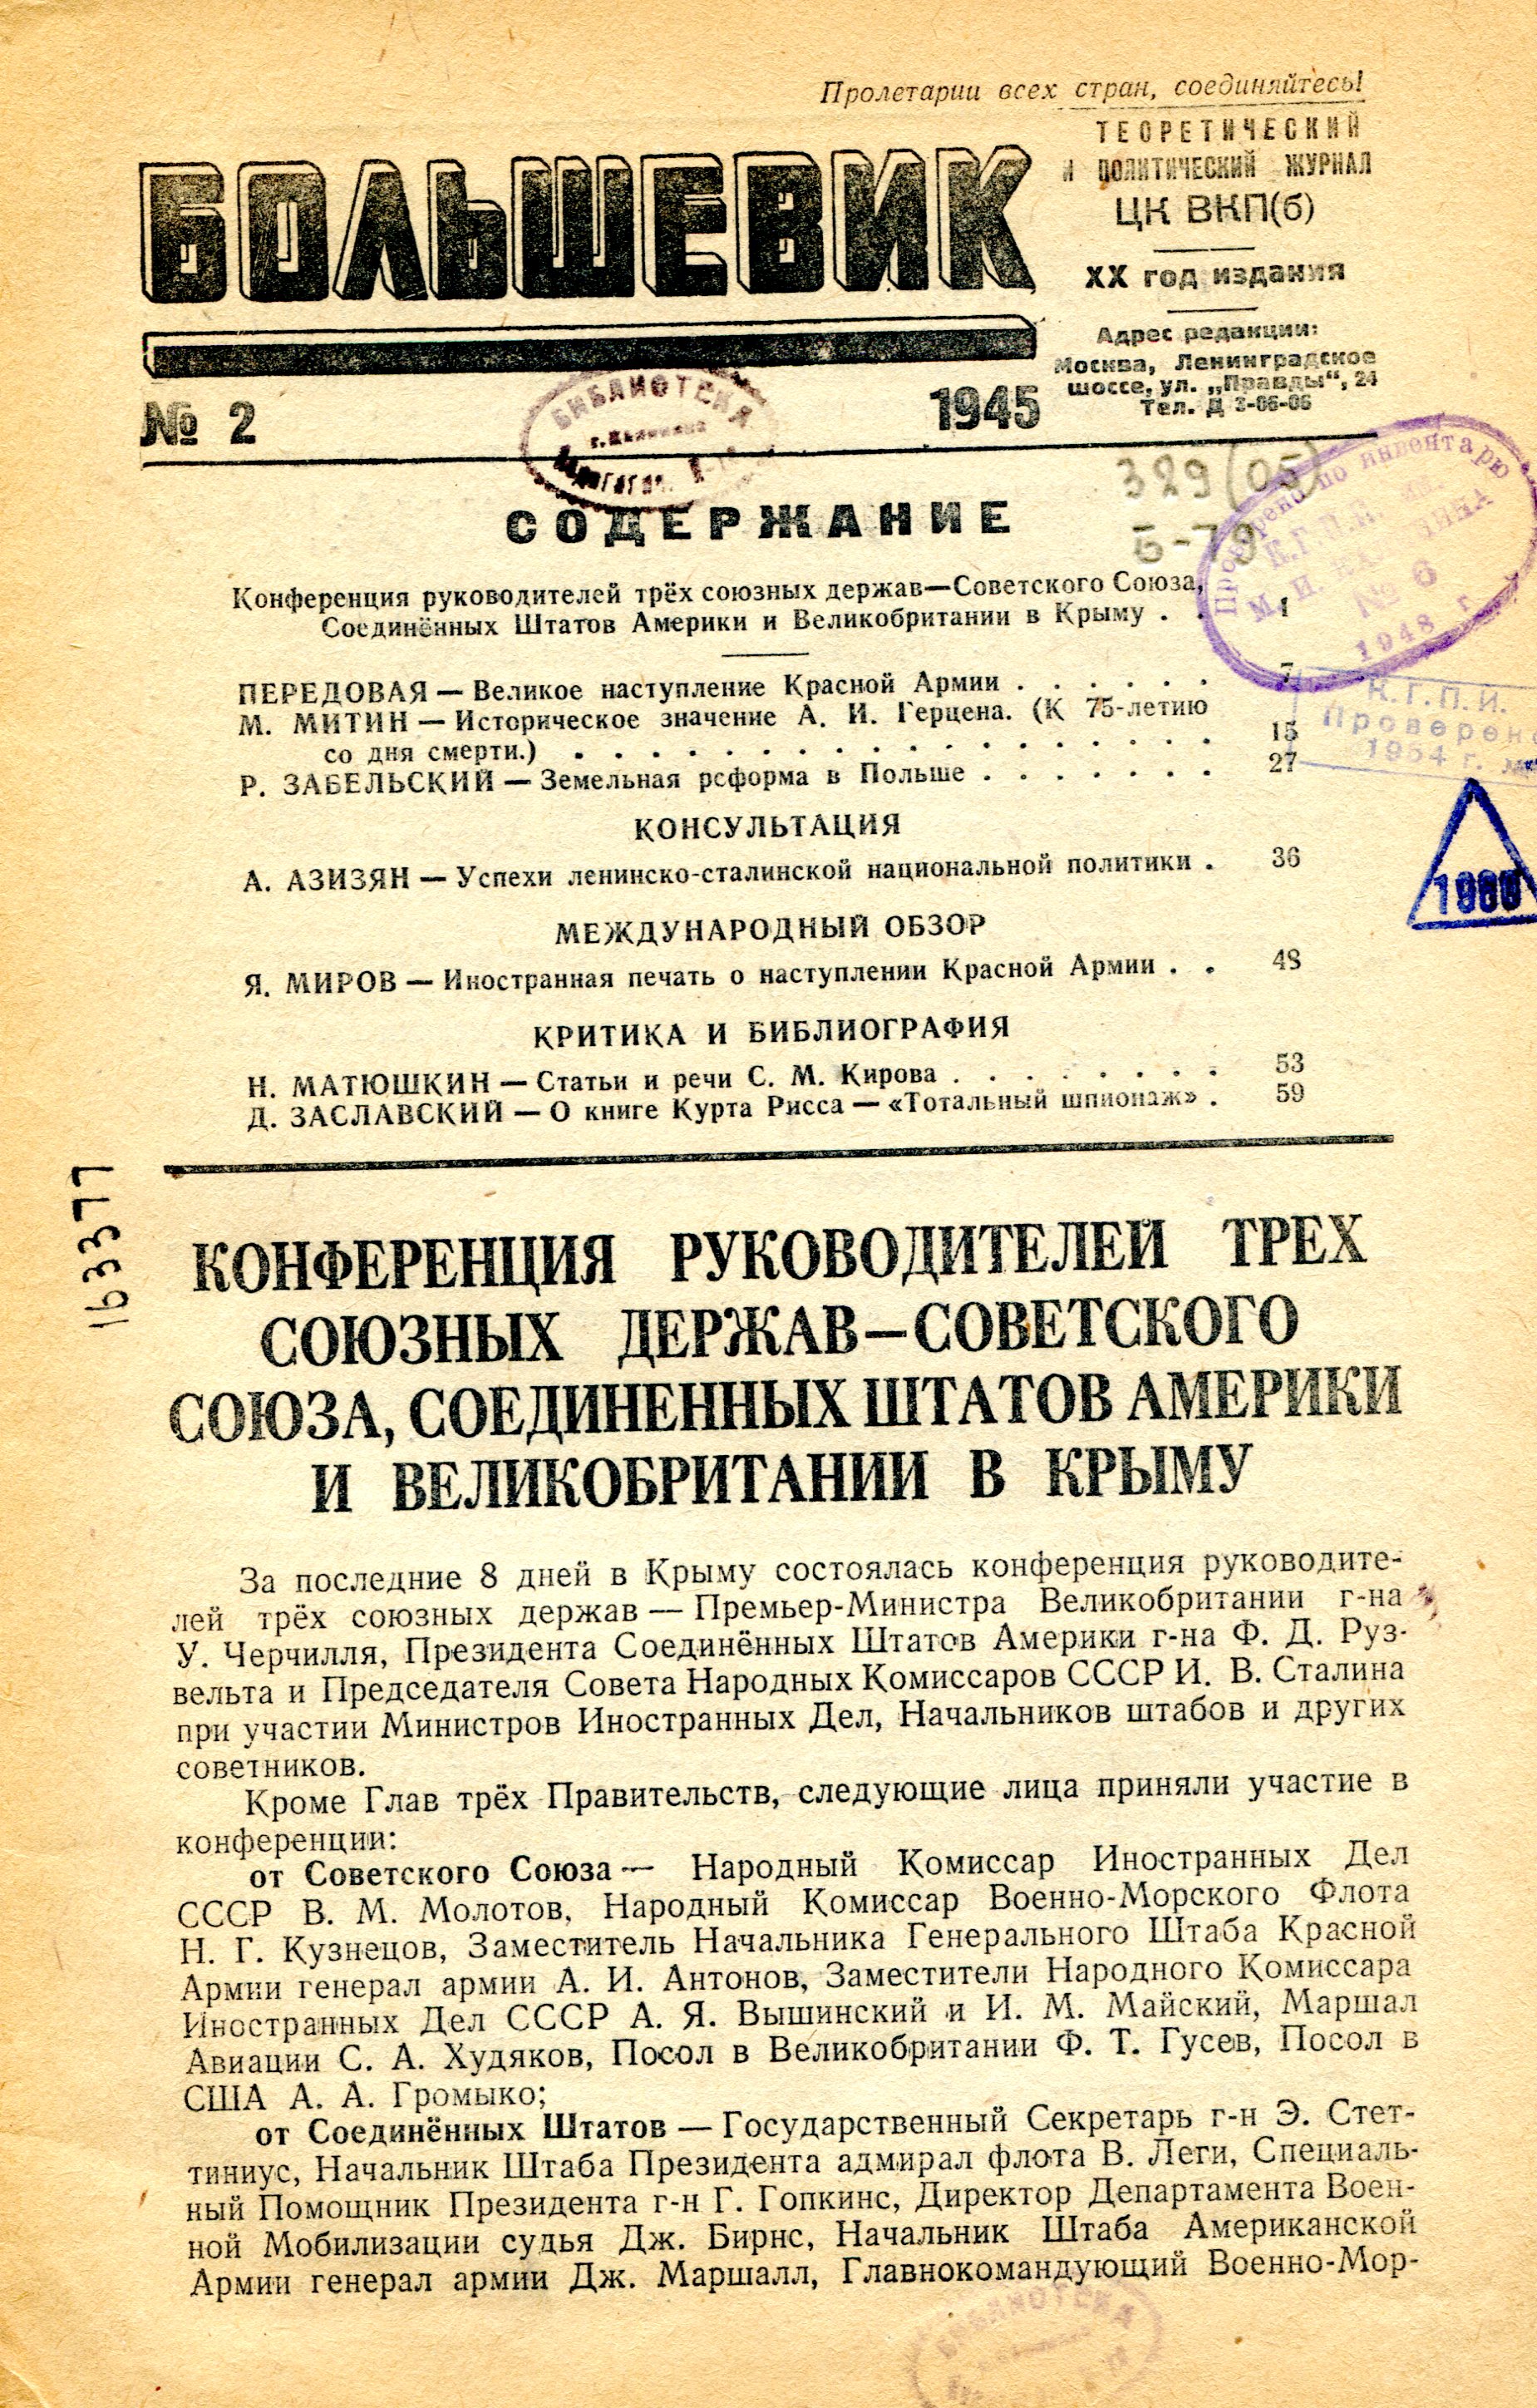 Пролетарии всех стран, соединяйтесь!
БОЛЬШЕВИК
ТЕОРЕТИЧЕСКИЙ
И ПОЛИТИЧЕСКИЙ ЖУРНАЛ
ЦК ВКП(б)
XX год издания
Адрес редакции:
Москва, Ленинградское
шоссе, ул. „Правды“, 24
Тел. Д 3-06-06
№ 2
1945
БИБЛИОТЕКА
329(05)
Б-79
Проверено по инвентарю
№ 6
1948 г.
СОДЕРЖАНИЕ
Конференция руководителей трёх союзных держав—Советского Союза,
Соединённых Штатов Америки и Великобритании в Крыму . . 1
ПЕРЕДОВАЯ — Великое наступление Красной Армии . . . . . . 7
М. МИТИН — Историческое значение А. И. Герцена. (К 75-летию
со дня смерти.) . . . . . . . . . . . . . . . . . 15
Р. ЗАБЕЛЬСКИЙ — Земельная реформа в Польше . . . . . . . 27
К.Г.П.И.
Проверено
1954 г.
КОНСУЛЬТАЦИЯ
А. АЗИЗЯН — Успехи ленинско-сталинской национальной политики . 36
МЕЖДУНАРОДНЫЙ ОБЗОР
Я. МИРОВ — Иностранная печать о наступлении Красной Армии . . 48
КРИТИКА И БИБЛИОГРАФИЯ
Н. МАТЮШКИН — Статьи и речи С. М. Кирова . . . . . . . . 53
Д. ЗАСЛАВСКИЙ — О книге Курта Рисса — «Тотальный шпионаж» . 59
163377
КОНФЕРЕНЦИЯ РУКОВОДИТЕЛЕЙ ТРЕХ
СОЮЗНЫХ ДЕРЖАВ—СОВЕТСКОГО
СОЮЗА, СОЕДИНЕННЫХ ШТАТОВ АМЕРИКИ
И ВЕЛИКОБРИТАНИИ В КРЫМУ
За последние 8 дней в Крыму состоялась конференция руководите-
лей трёх союзных держав — Премьер-Министра Великобритании г-на
У. Черчилля, Президента Соединённых Штатов Америки г-на Ф. Д. Руз-
вельта и Председателя Совета Народных Комиссаров СССР И. В. Сталина
при участии Министров Иностранных Дел, Начальников штабов и других
советников.
Кроме Глав трёх Правительств, следующие лица приняли участие в
конференции:
от Советского Союза — Народный Комиссар Иностранных Дел
СССР В. М. Молотов, Народный Комиссар Военно-Морского Флота
Н. Г. Кузнецов, Заместитель Начальника Генерального Штаба Красной
Армии генерал армии А. И. Антонов, Заместители Народного Комиссара
Иностранных Дел СССР А. Я. Вышинский и И. М. Майский, Маршал
Авиации С. А. Худяков, Посол в Великобритании Ф. Т. Гусев, Посол в
США А. А. Громыко;
от Соединённых Штатов — Государственный Секретарь г-н Э. Стет-
тиниус, Начальник Штаба Президента адмирал флота В. Леги, Специаль-
ный Помощник Президента г-н Г. Гопкинс, Директор Департамента Воен-
ной Мобилизации судья Дж. Бирнс, Начальник Штаба Американской
Армии генерал армии Дж. Маршалл, Главнокомандующий Военно-Мор-
БИБЛИОТЕКА